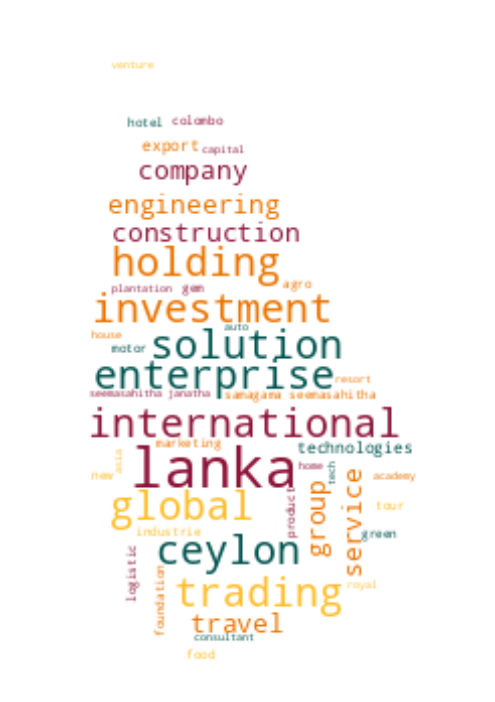 venture
hotel colombo
export capital
company
engineering
construction
holding
plantation gem agro
investment
auto
house
motor solution
enterprise resort
seemasahitha janatha samagama seemasahitha
international
marketing technologies
asia lanka home tech
new academy
global product group service tour
industrie green
ceylon
logistic foundation trading royal
travel
consultant
food